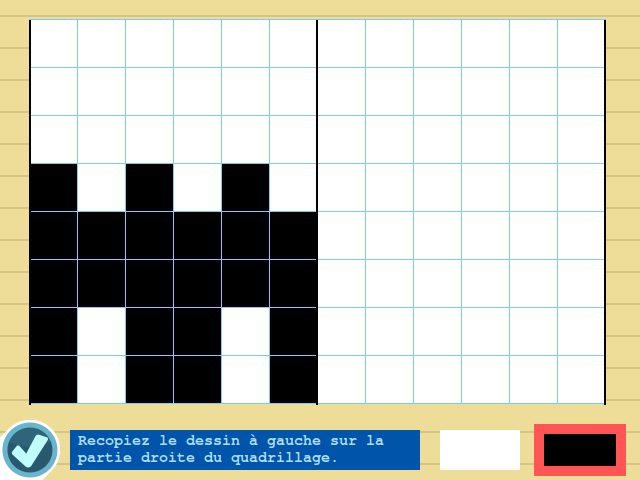 Recopiez le dessin à gauche sur la
partie droite du quadrillage.